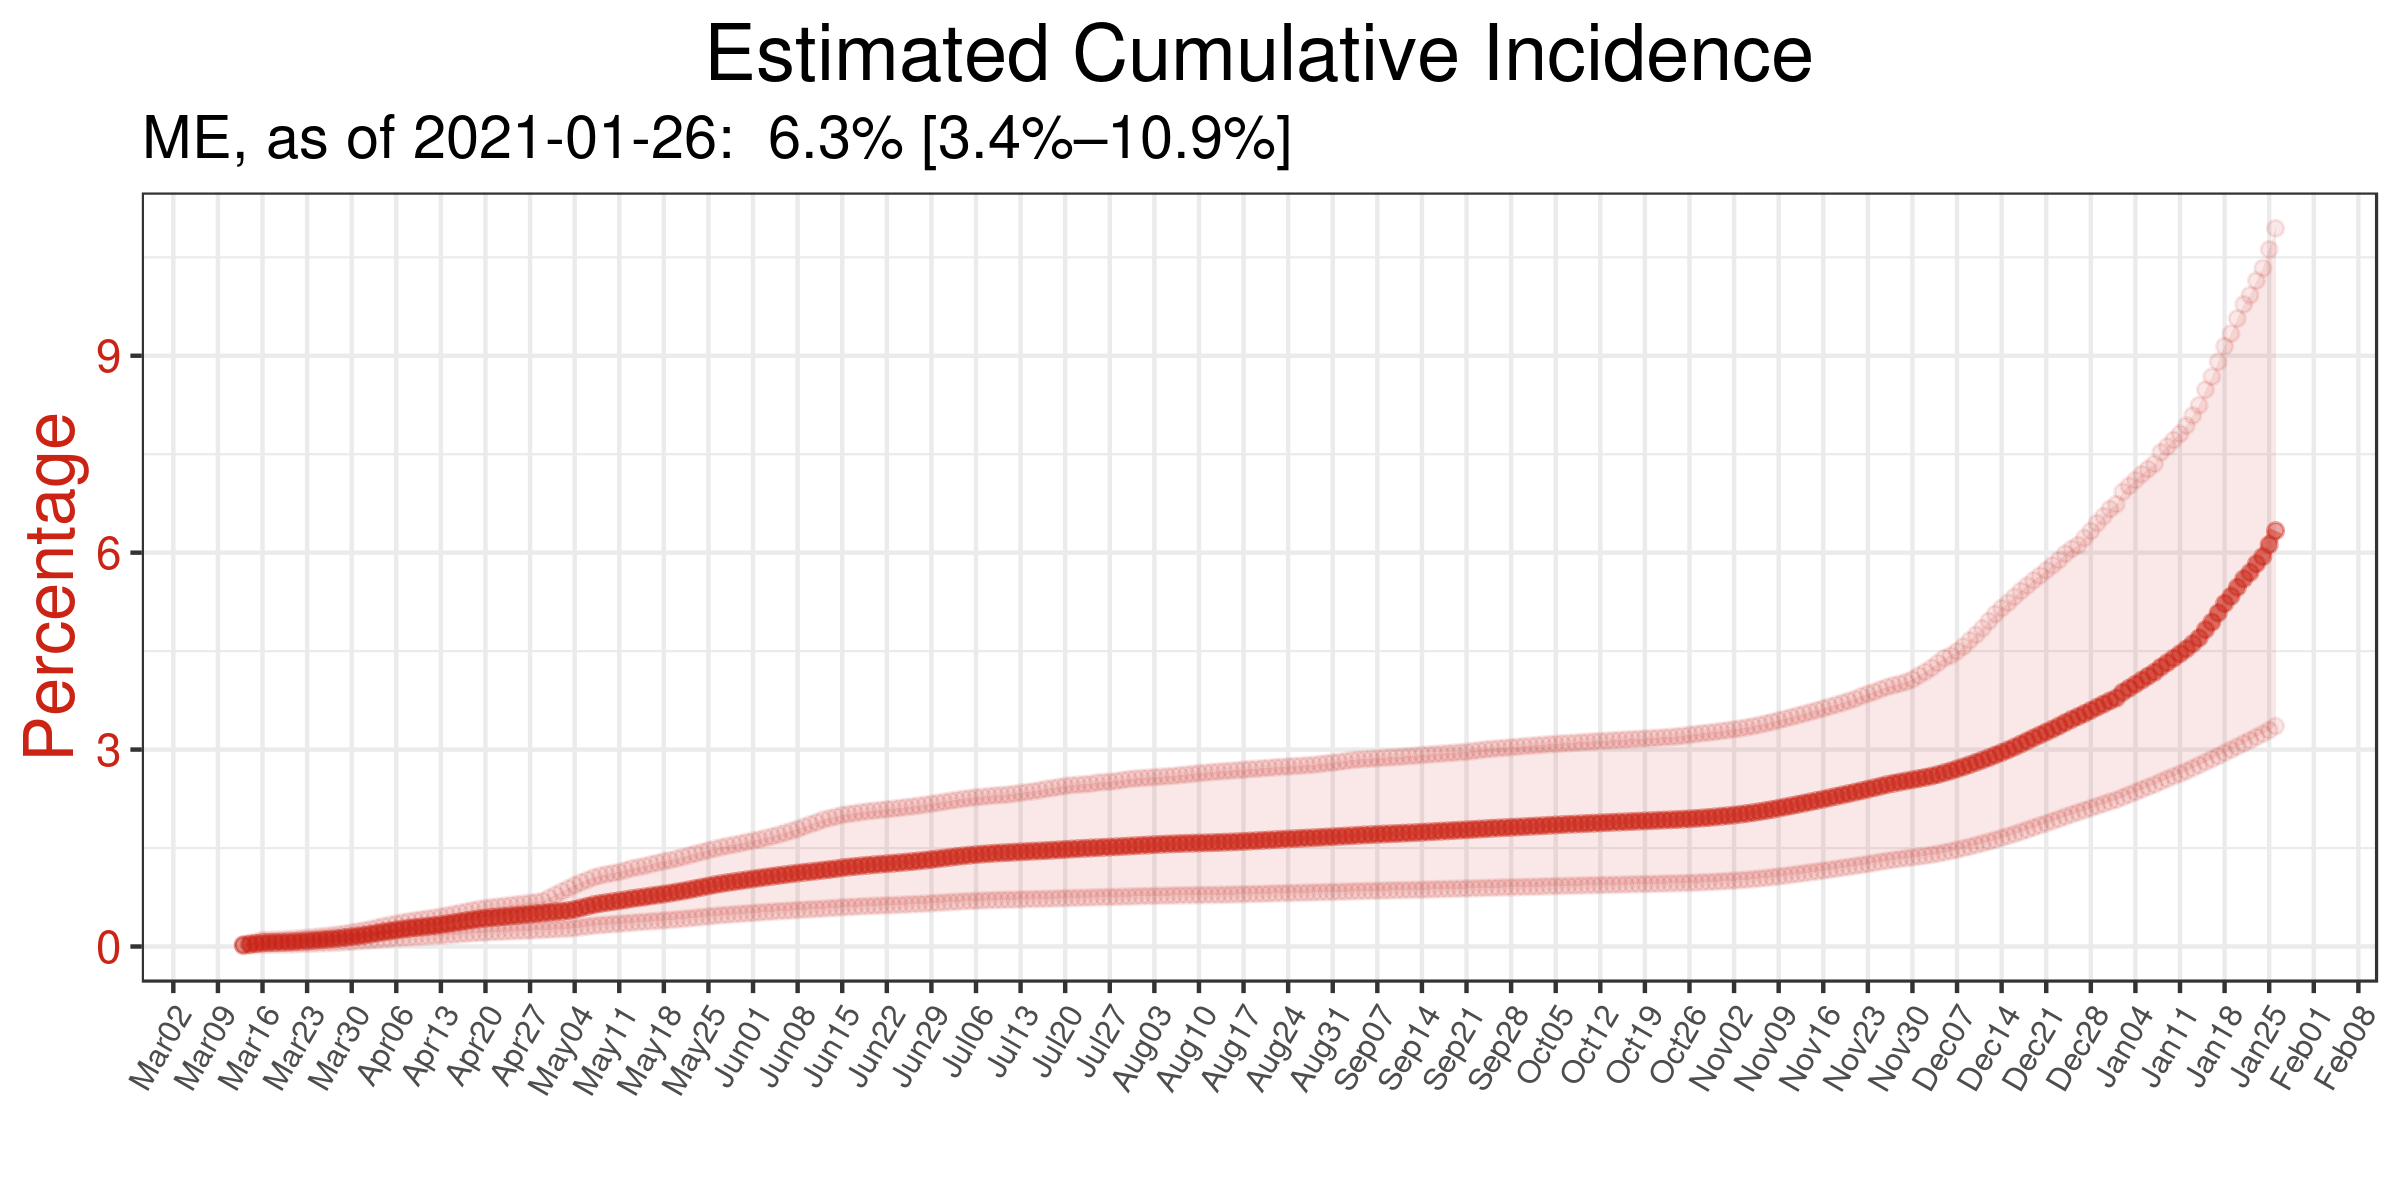 Estimated Cumulative Incidence
ME, as of 2021-01-26:  6.3% [3.4%–10.9%]
Percentage
9
6
3
0
Mar02
Mar09
Mar16
Mar23
Mar30
Apr06
Apr13
Apr20
Apr27
May04
May11
May18
May25
Jun01
Jun08
Jun15
Jun22
Jun29
Jul06
Jul13
Jul20
Jul27
Aug03
Aug10
Aug17
Aug24
Aug31
Sep07
Sep14
Sep21
Sep28
Oct05
Oct12
Oct19
Oct26
Nov02
Nov09
Nov16
Nov23
Nov30
Dec07
Dec14
Dec21
Dec28
Jan04
Jan11
Jan18
Jan25
Feb01
Feb08